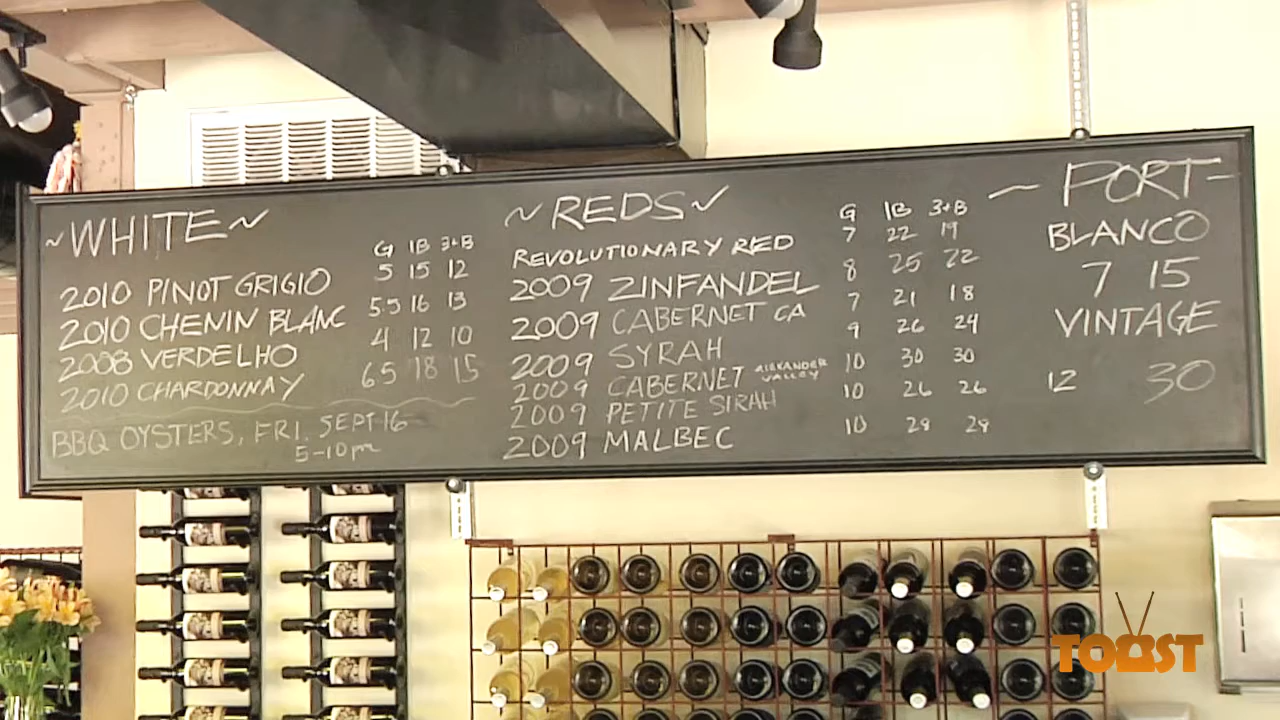 ~WHITE~
G 1B 3+B
2010 PINOT GRIGIO 5 15 12
2010 CHENIN BLANC 5.5 16 13
2008 VERDELHO 4 12 10
2010 CHARDONNAY 6.5 18 15
BBQ OYSTERS, FRI. SEPT 16
5-10pm
~REDS~
G 1B 3+B
REVOLUTIONARY RED 7 22 19
2009 ZINFANDEL 8 25 22
2009 CABERNET CA 7 21 18
2009 SYRAH 9 26 24
2009 CABERNET ALEXANDER VALLEY 10 30 30
2009 PETITE SIRAH 10 26 26
2009 MALBEC 10 28 28
~ PORT ~
BLANCO
7 15
VINTAGE
12 30
TOAST